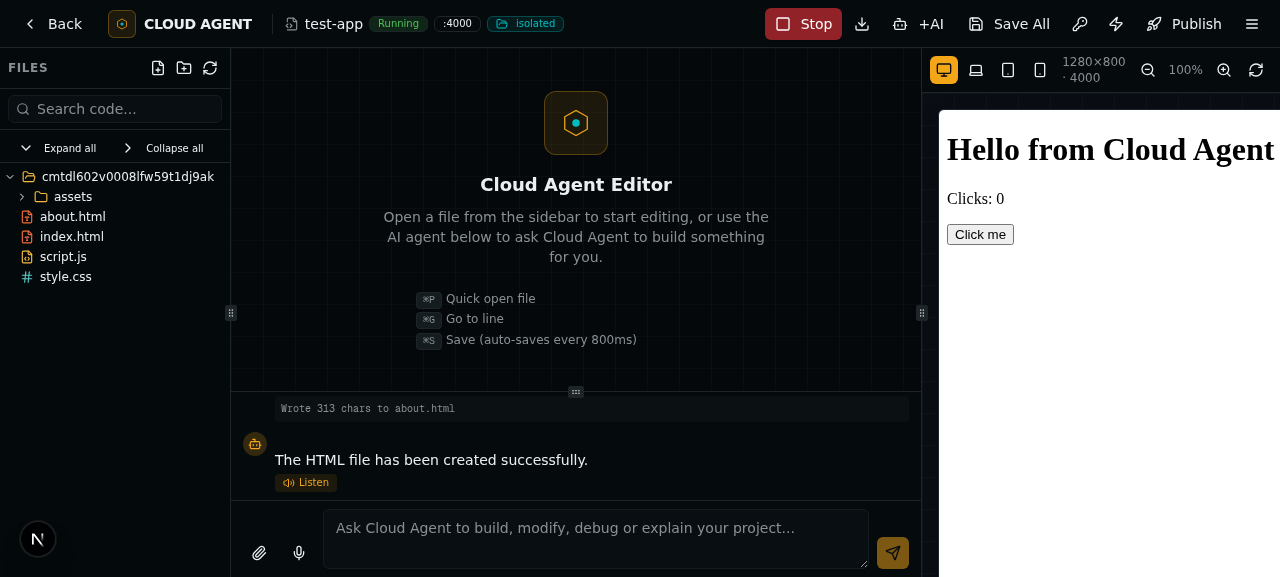 Back
CLOUD AGENT
test-app
Running
:4000
isolated
Stop
+AI
Save All
Publish
FILES
Search code...
Expand all
Collapse all
cmtdl602v0008lfw59t1dj9ak
assets
about.html
index.html
script.js
style.css
N
Cloud Agent Editor
Open a file from the sidebar to start editing, or use the
AI agent below to ask Cloud Agent to build something
for you.
⌘P Quick open file
⌘G Go to line
⌘S Save (auto-saves every 800ms)
Wrote 313 chars to about.html
The HTML file has been created successfully.
Listen
Ask Cloud Agent to build, modify, debug or explain your project...
1280×800
· 4000
100%
Hello from Cloud Agent
Clicks: 0
Click me